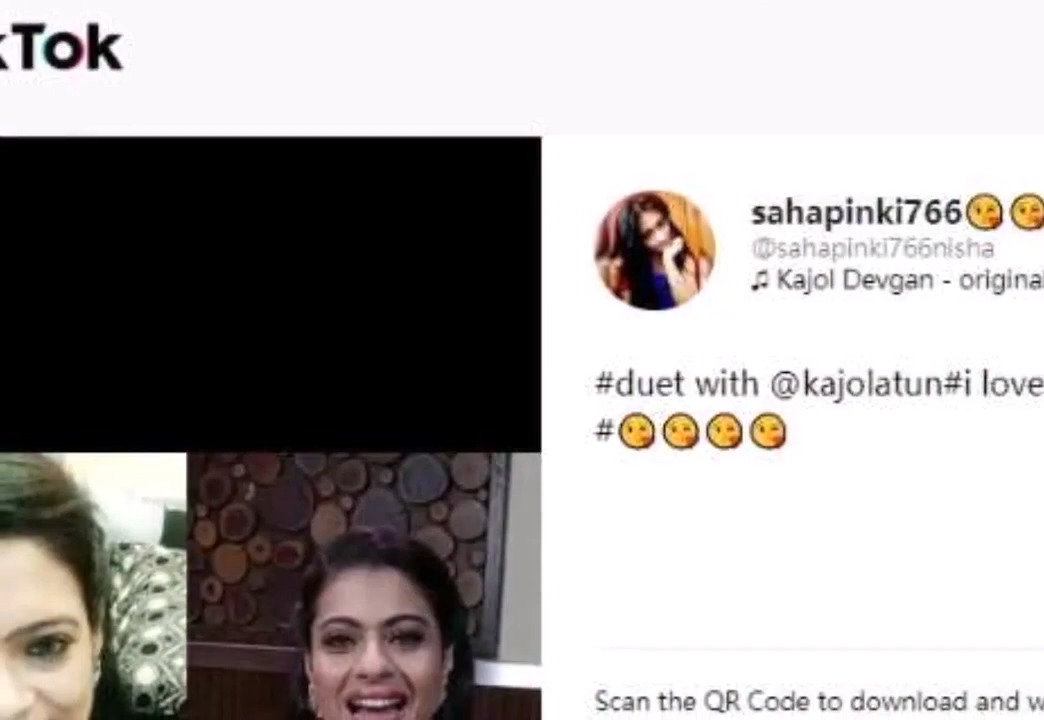 kTok
sahapinki766😘😘
@sahapinki766nisha
♫ Kajol Devgan - original
#duet with @kajolatun#i love
#😘😘😘😘
Scan the QR Code to download and w